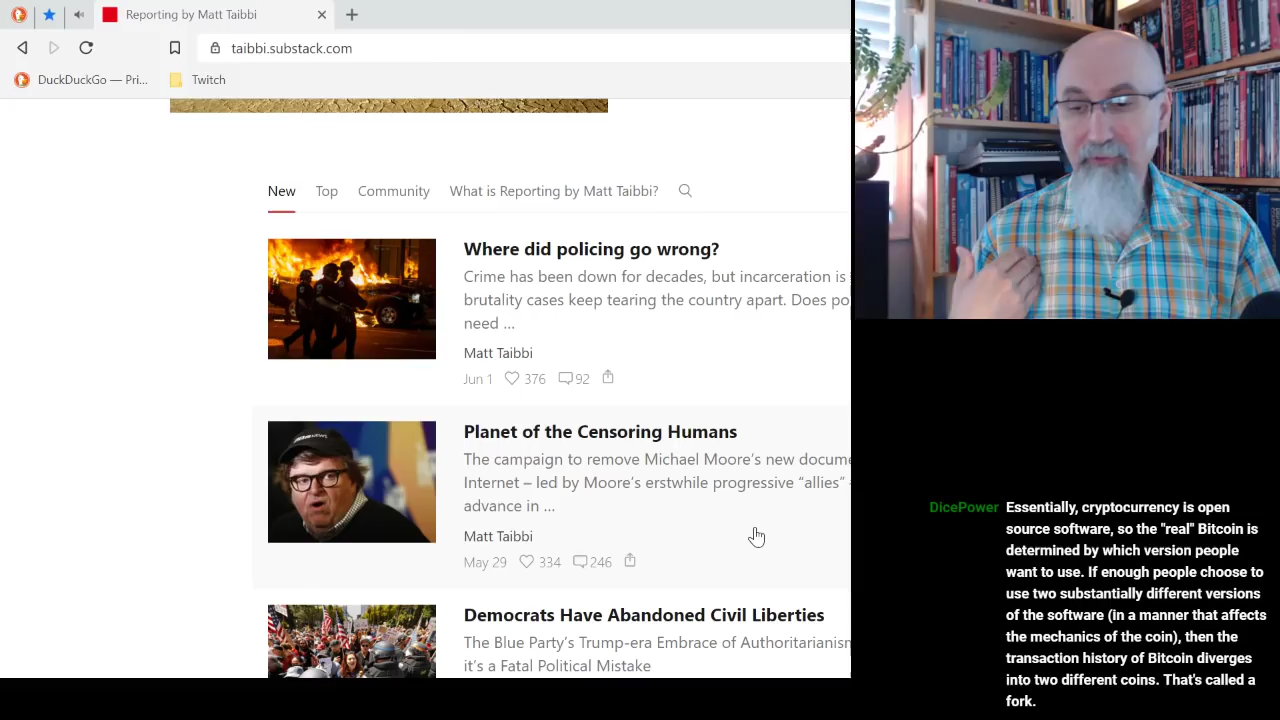 Reporting by Matt Taibbi
taibbi.substack.com
DuckDuckGo — Pri...
Twitch
New
Top
Community
What is Reporting by Matt Taibbi?
Where did policing go wrong?
Crime has been down for decades, but incarceration is
brutality cases keep tearing the country apart. Does po
need ...
Matt Taibbi
Jun 1
376
92
Planet of the Censoring Humans
The campaign to remove Michael Moore's new docume
Internet – led by Moore's erstwhile progressive “allies”
advance in ...
Matt Taibbi
May 29
334
246
Democrats Have Abandoned Civil Liberties
The Blue Party's Trump-era Embrace of Authoritarianism
it's a Fatal Political Mistake
DicePower Essentially, cryptocurrency is open
source software, so the "real" Bitcoin is
determined by which version people
want to use. If enough people choose to
use two substantially different versions
of the software (in a manner that affects
the mechanics of the coin), then the
transaction history of Bitcoin diverges
into two different coins. That's called a
fork.